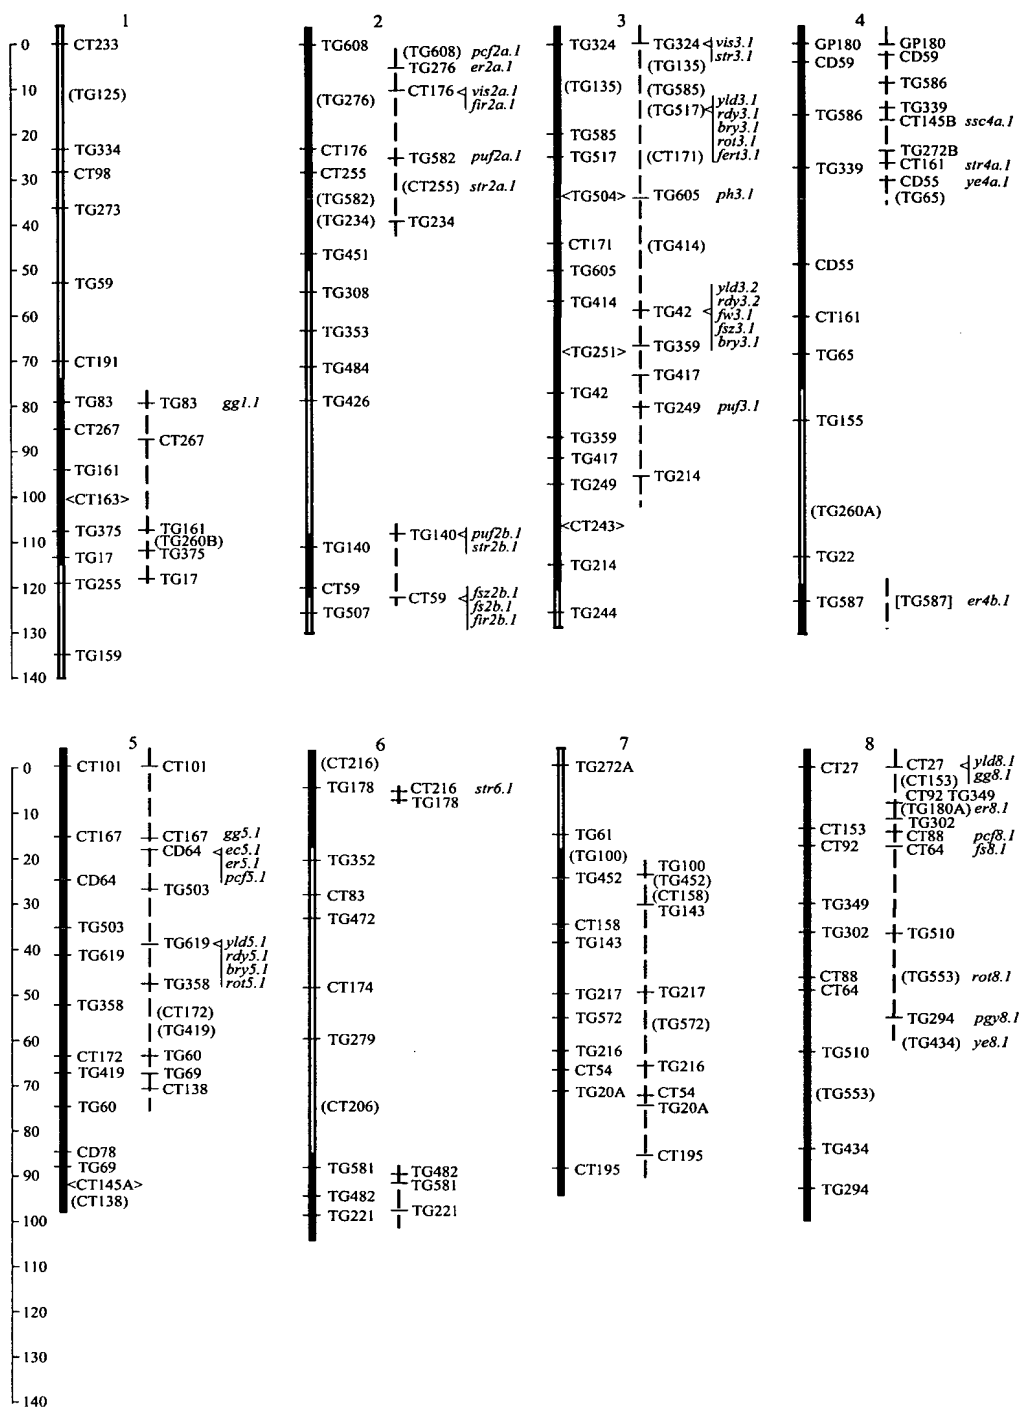 1
2
3
4
0
10
20
30
40
50
60
70
80
90
100
110
120
130
140
CT233
(TG125)
TG334
CT98
TG273
TG59
CT191
TG83
CT267
TG161
<CT163>
TG375
TG17
TG255
TG159
TG83 gg1.1
CT267
TG161
(TG260B)
TG375
TG17
TG608
(TG276)
CT176
CT255
(TG582)
(TG234)
TG451
TG308
TG353
TG484
TG426
TG140
CT59
TG507
(TG608) pcf2a.1
TG276 er2a.1
CT176 vis2a.1
fir2a.1
TG582 puf2a.1
(CT255) str2a.1
TG234
TG140 puf2b.1
str2b.1
CT59 fsz2b.1
fs2b.1
fir2b.1
TG324
(TG135)
TG585
TG517
<TG504>
CT171
TG605
TG414
<TG251>
TG42
TG359
TG417
TG249
<CT243>
TG214
TG244
TG324 vis3.1
str3.1
(TG135)
(TG585)
(TG517) yld3.1
rdy3.1
bry3.1
rot3.1
fert3.1
(CT171)
TG605 ph3.1
(TG414)
TG42 yld3.2
rdy3.2
fw3.1
fsz3.1
bry3.1
TG359
TG417
TG249 puf3.1
TG214
GP180
CD59
TG586
TG339
CD55
CT161
TG65
TG155
(TG260A)
TG22
TG587
GP180
CD59
TG586
TG339
CT145B ssc4a.1
TG272B
CT161 str4a.1
CD55 ye4a.1
(TG65)
[TG587] er4b.1
5
6
7
8
0
10
20
30
40
50
60
70
80
90
100
110
120
130
140
CT101
CT167
CD64
TG503
TG619
TG358
CT172
TG419
TG60
CD78
TG69
<CT145A>
(CT138)
CT101
CT167 gg5.1
CD64 ec5.1
er5.1
pcf5.1
TG503
TG619 yld5.1
rdy5.1
bry5.1
TG358 rot5.1
(CT172)
(TG419)
TG60
TG69
CT138
(CT216)
TG178
TG352
CT83
TG472
CT174
TG279
(CT206)
TG581
TG482
TG221
CT216 str6.1
TG178
TG482
TG581
TG221
TG272A
TG61
(TG100)
TG452
CT158
TG143
TG217
TG572
TG216
CT54
TG20A
CT195
TG100
(TG452)
(CT158)
TG143
TG217
(TG572)
TG216
CT54
TG20A
CT195
CT27
CT153
CT92
TG349
TG302
CT88
CT64
TG510
(TG553)
TG434
TG294
CT27 yld8.1
(CT153) gg8.1
CT92 TG349
(TG180A) er8.1
TG302
CT88 pcf8.1
CT64 fs8.1
TG510
(TG553) rot8.1
TG294 pgy8.1
(TG434) ye8.1